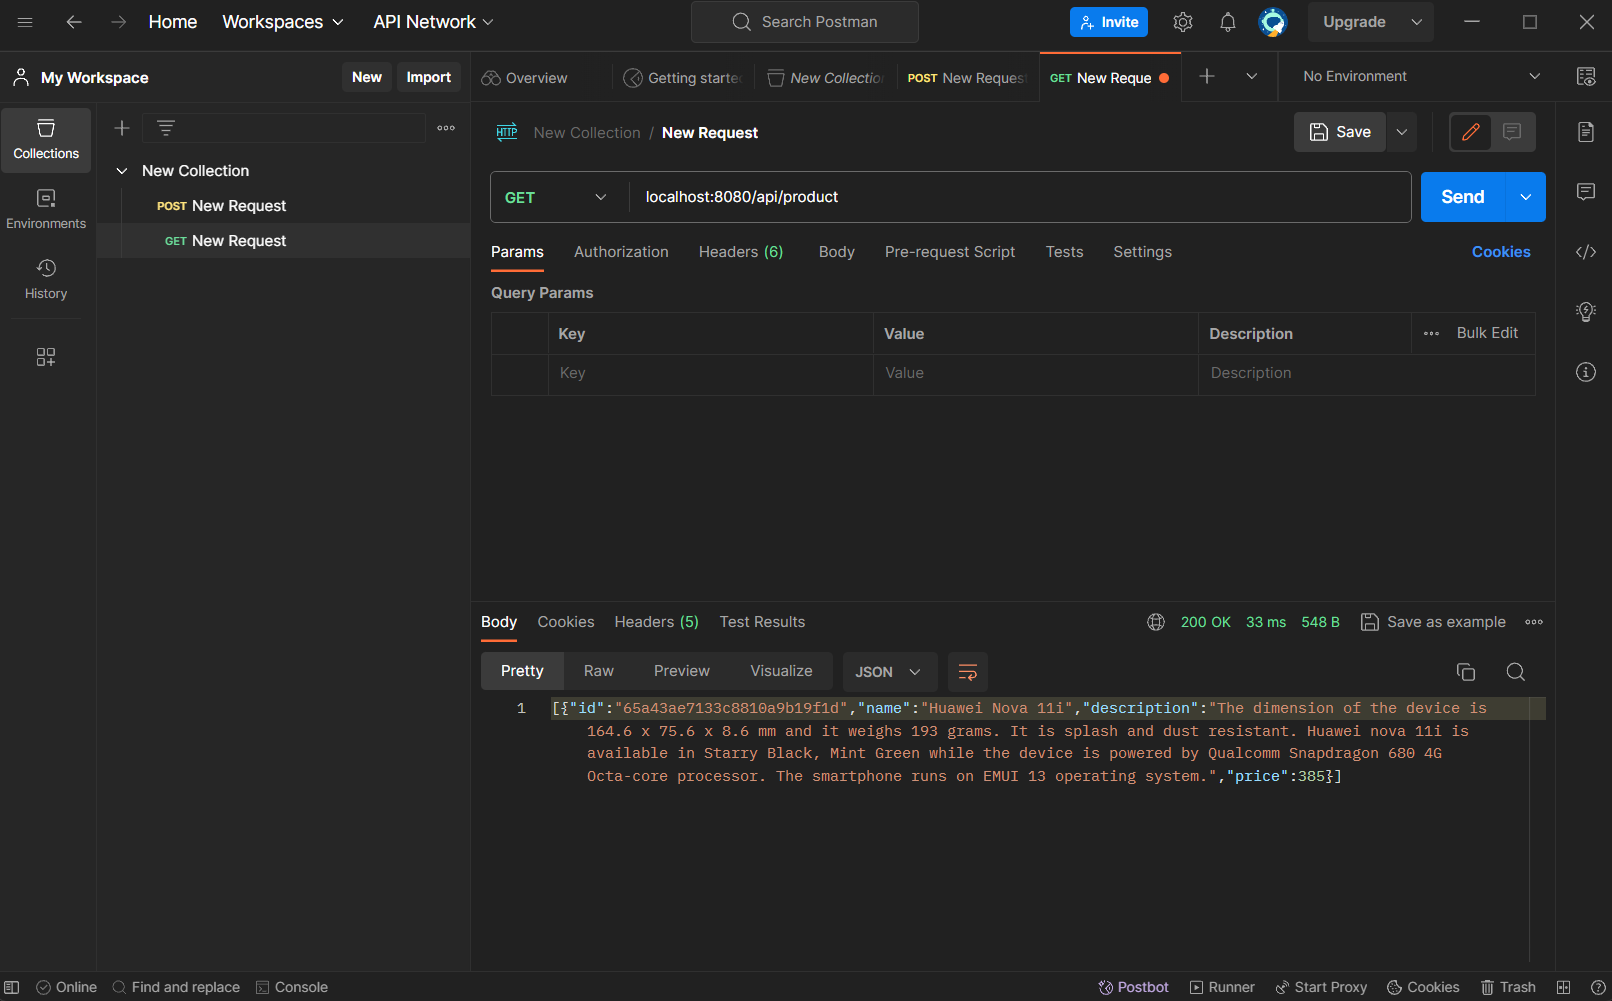 Home Workspaces API Network Search Postman Invite Upgrade
My Workspace New Import Overview Getting starte New Collection POST New Reques GET New Reque No Environment
Collections
Environments
History
New Collection
POST New Request
GET New Request
HTTP New Collection / New Request Save
GET localhost:8080/api/product Send
Params Authorization Headers (6) Body Pre-request Script Tests Settings Cookies
Query Params
Key Value Description Bulk Edit
Key Value Description
Body Cookies Headers (5) Test Results 200 OK 33 ms 548 B Save as example
Pretty Raw Preview Visualize JSON
1 [{"id":"65a43ae7133c8810a9b19f1d","name":"Huawei Nova 11i","description":"The dimension of the device is
164.6 x 75.6 x 8.6 mm and it weighs 193 grams. It is splash and dust resistant. Huawei nova 11i is
available in Starry Black, Mint Green while the device is powered by Qualcomm Snapdragon 680 4G
Octa-core processor. The smartphone runs on EMUI 13 operating system.","price":385}]
Online Find and replace Console Postbot Runner Start Proxy Cookies Trash